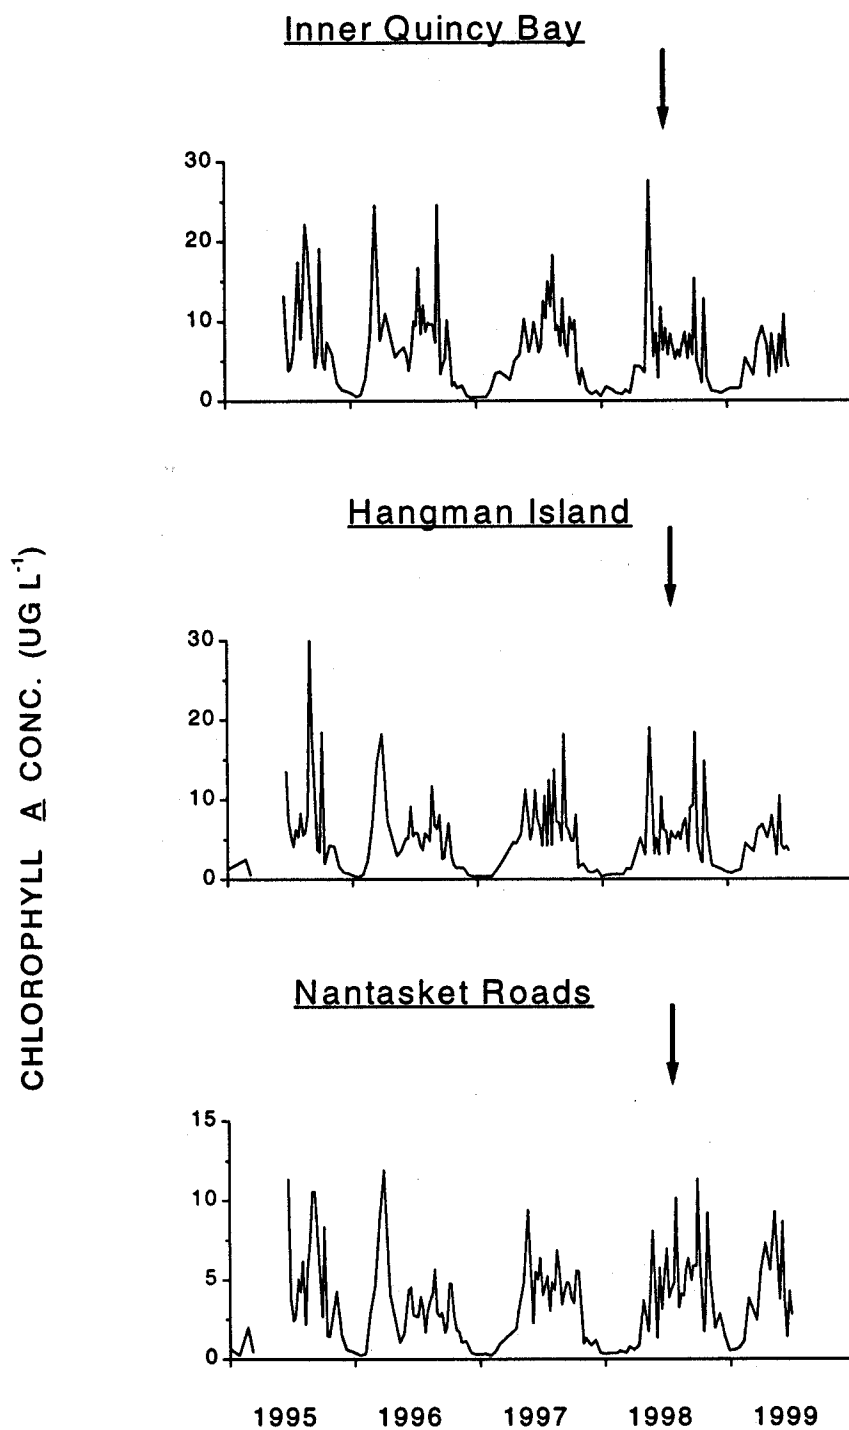 Inner Quincy Bay
30
20
10
0
Hangman Island
30
20
10
0
CHLOROPHYLL A CONC. (UG L-1)
Nantasket Roads
15
10
5
0
1995 1996 1997 1998 1999